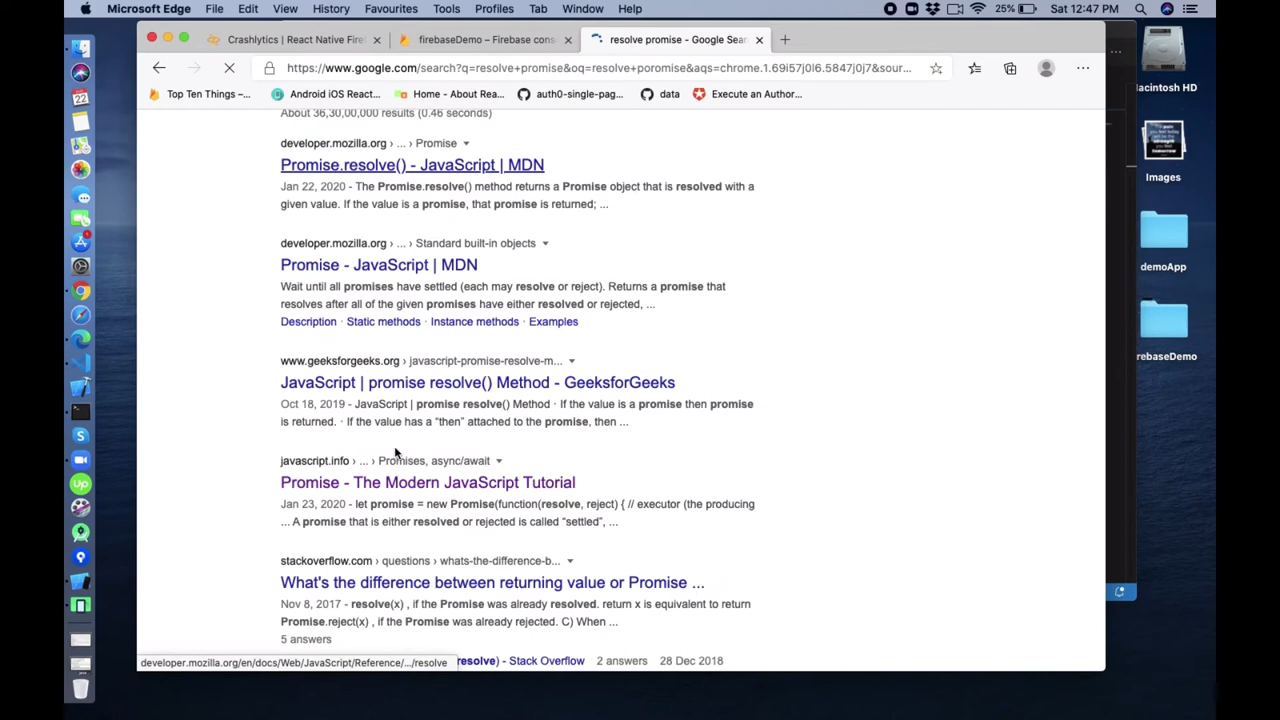 Microsoft Edge File Edit View History Favourites Tools Profiles Tab Window Help 25% Sat 12:47 PM
Crashlytics | React Native Fire
firebaseDemo – Firebase cons
resolve promise - Google Sear
https://www.google.com/search?q=resolve+promise&oq=resolve+poromise&aqs=chrome.1.69i57j0l6.5847j0j7&sour...
Top Ten Things –... Android iOS React... Home - About Rea... auth0-single-pag... data Execute an Author...
About 36,30,00,000 results (0.46 seconds)
developer.mozilla.org › ... › Promise
Promise.resolve() - JavaScript | MDN
Jan 22, 2020 - The Promise.resolve() method returns a Promise object that is resolved with a
given value. If the value is a promise, that promise is returned; ...
developer.mozilla.org › ... › Standard built-in objects
Promise - JavaScript | MDN
Wait until all promises have settled (each may resolve or reject). Returns a promise that
resolves after all of the given promises have either resolved or rejected, ...
Description · Static methods · Instance methods · Examples
www.geeksforgeeks.org › javascript-promise-resolve-m...
JavaScript | promise resolve() Method - GeeksforGeeks
Oct 18, 2019 - JavaScript | promise resolve() Method · If the value is a promise then promise
is returned. · If the value has a "then" attached to the promise, then ...
javascript.info › ... › Promises, async/await
Promise - The Modern JavaScript Tutorial
Jan 23, 2020 - let promise = new Promise(function(resolve, reject) { // executor (the producing
... A promise that is either resolved or rejected is called "settled", ...
stackoverflow.com › questions › whats-the-difference-b...
What's the difference between returning value or Promise ...
Nov 8, 2017 - resolve(x) , if the Promise was already resolved. return x is equivalent to return
Promise.reject(x) , if the Promise was already rejected. C) When ...
5 answers
resolve) - Stack Overflow 2 answers 28 Dec 2018
developer.mozilla.org/en/docs/Web/JavaScript/Reference/.../resolve
acintosh HD
Images
demoApp
rebaseDemo